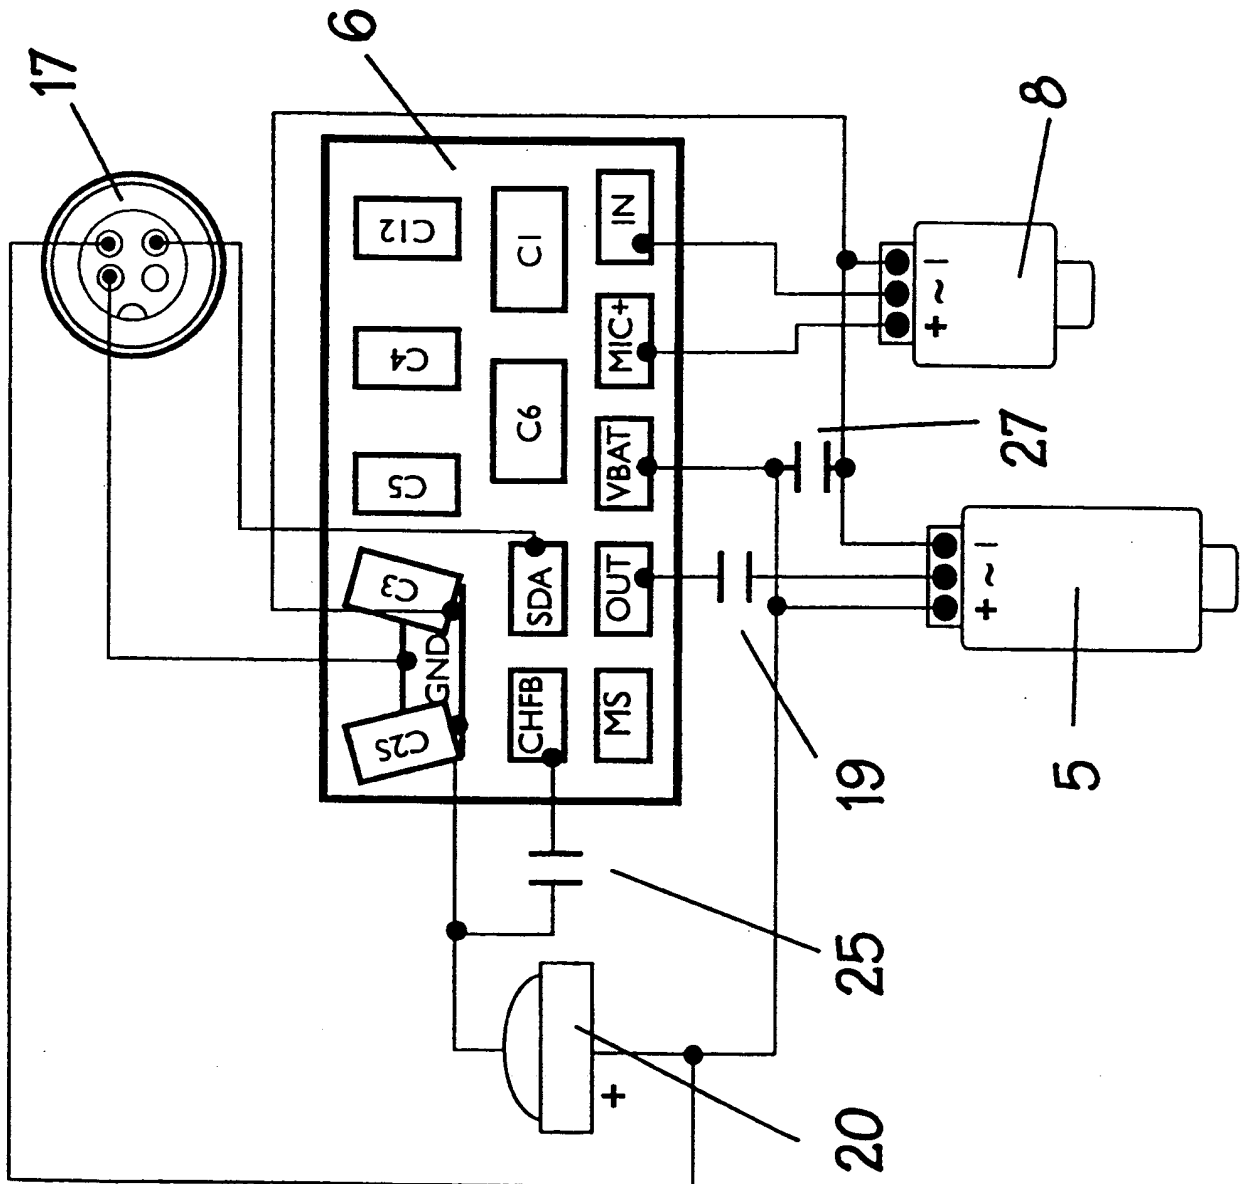 17
6
8
C12
C4
C5
C3
C2S
GND
C1
C6
SDA
CHFB
IN
MIC+
VBAT
OUT
MS
+ ~ −
+ ~ −
27
19
5
25
20
+